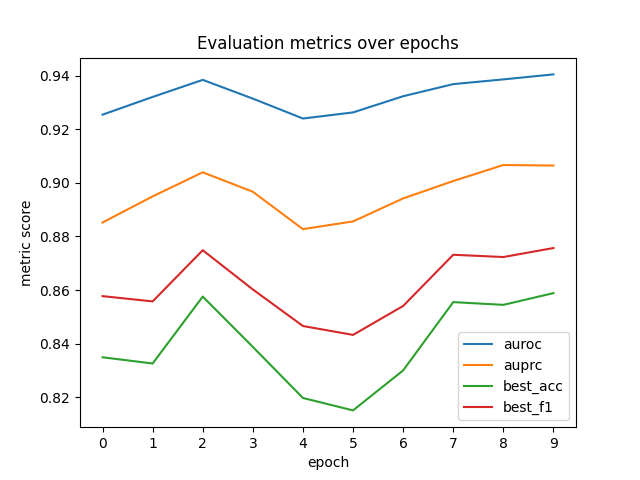 Evaluation metrics over epochs
metric score
0.94
0.92
0.90
0.88
0.86
0.84
0.82
auroc
auprc
best_acc
best_f1
0 1 2 3 4 5 6 7 8 9
epoch